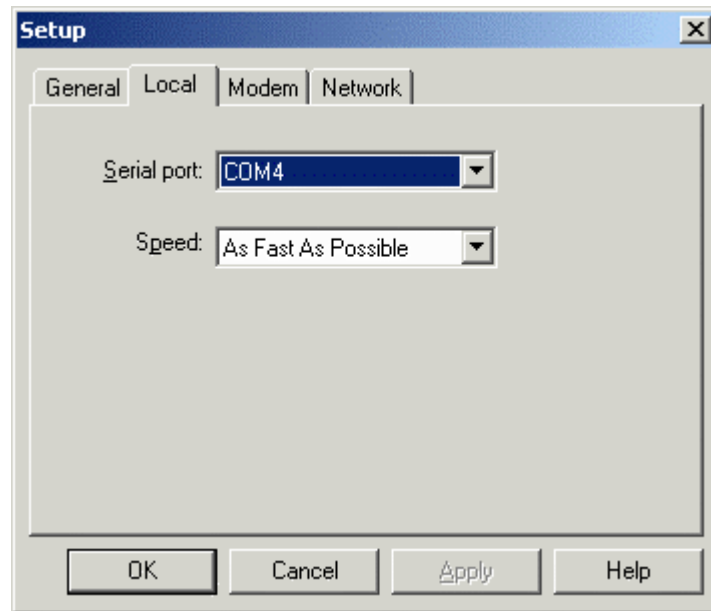 Setup
General Local Modem Network
Serial port: COM4
Speed: As Fast As Possible
OK Cancel Apply Help